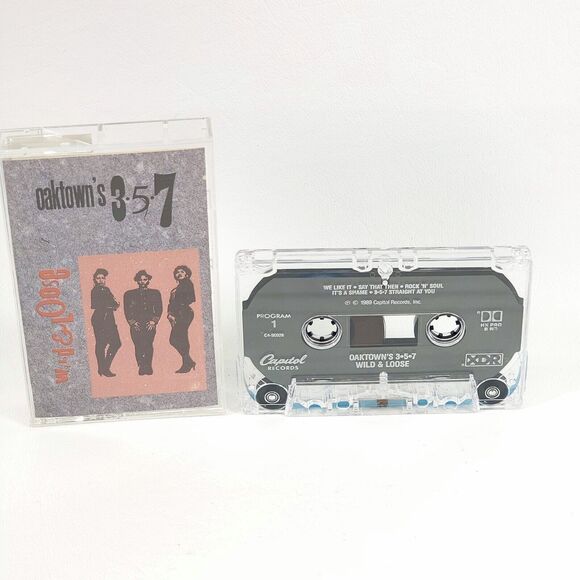 oaktown's 3·5·7
wild & loose
WE LIKE IT • SAY THAT THEN • ROCK 'N' SOUL
IT'S A SHAME • 3-5-7 STRAIGHT AT YOU
℗ © 1989 Capitol Records, Inc.
PROGRAM
1
C4-90926
HX PRO
B NR
Capitol
RECORDS
OAKTOWN'S 3•5•7
WILD & LOOSE
XDR